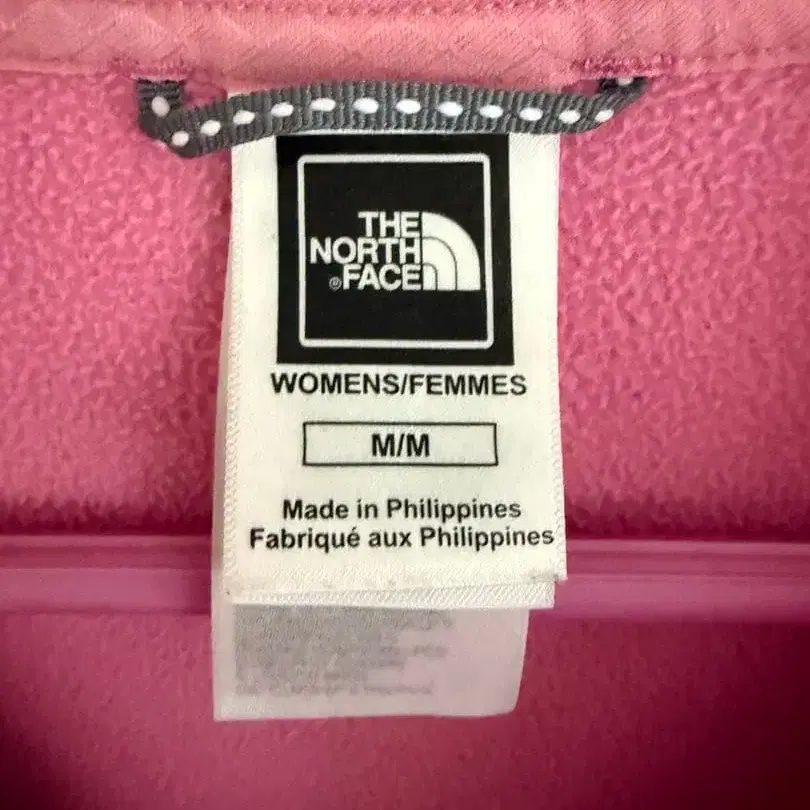 THE
NORTH
® FACE
WOMENS/FEMMES
M/M
Made in Philippines
Fabriqué aux Philippines